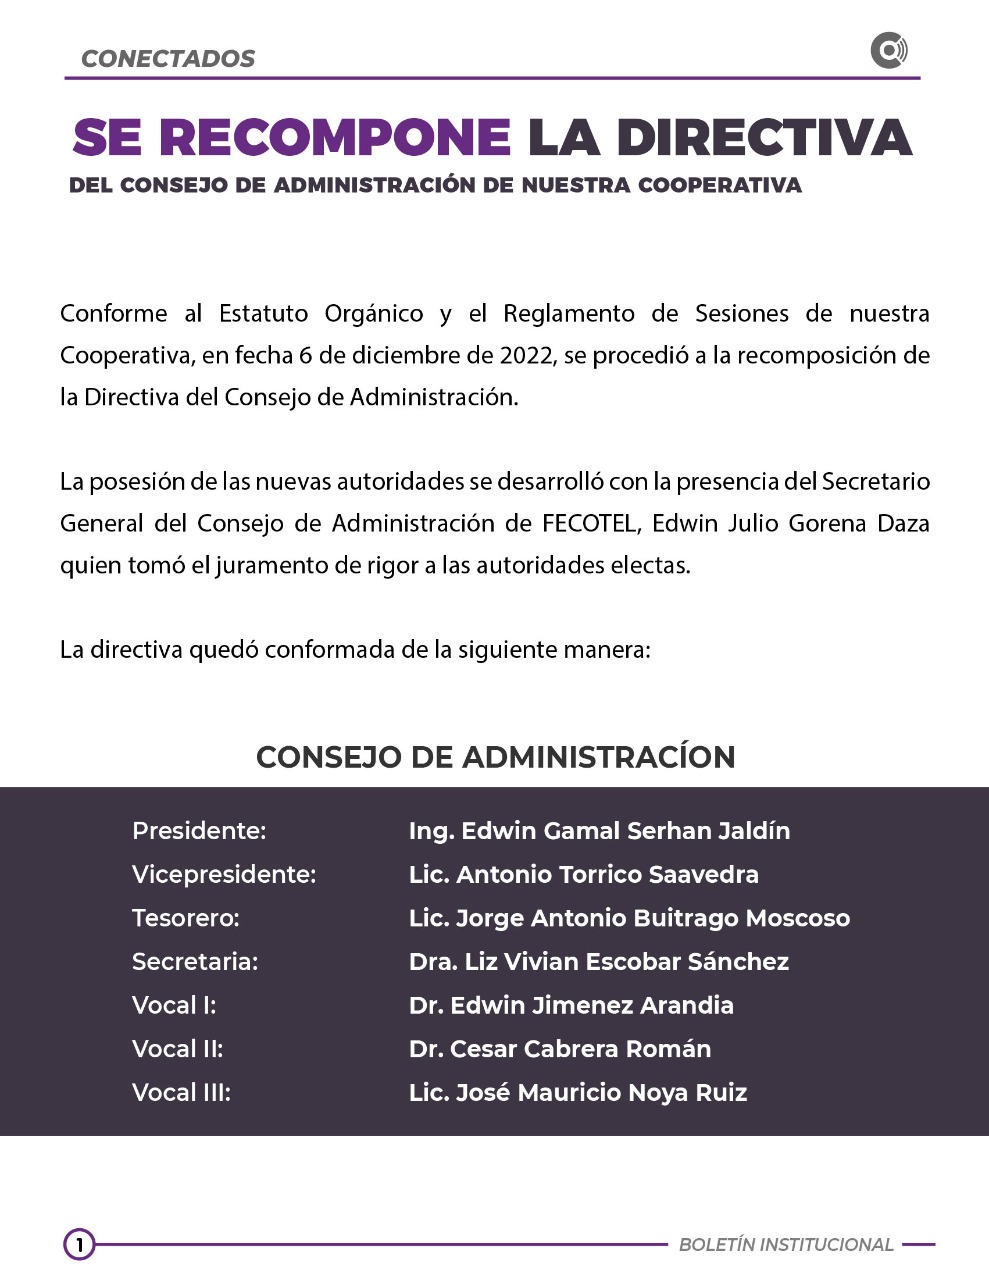 CONECTADOS
SE RECOMPONE LA DIRECTIVA
DEL CONSEJO DE ADMINISTRACIÓN DE NUESTRA COOPERATIVA
Conforme al Estatuto Orgánico y el Reglamento de Sesiones de nuestra
Cooperativa, en fecha 6 de diciembre de 2022, se procedió a la recomposición de
la Directiva del Consejo de Administración.
La posesión de las nuevas autoridades se desarrolló con la presencia del Secretario
General del Consejo de Administración de FECOTEL, Edwin Julio Gorena Daza
quien tomó el juramento de rigor a las autoridades electas.
La directiva quedó conformada de la siguiente manera:
CONSEJO DE ADMINISTRACÍON
Presidente: Ing. Edwin Gamal Serhan Jaldín
Vicepresidente: Lic. Antonio Torrico Saavedra
Tesorero: Lic. Jorge Antonio Buitrago Moscoso
Secretaria: Dra. Liz Vivian Escobar Sánchez
Vocal I: Dr. Edwin Jimenez Arandia
Vocal II: Dr. Cesar Cabrera Román
Vocal III: Lic. José Mauricio Noya Ruiz
1 BOLETÍN INSTITUCIONAL